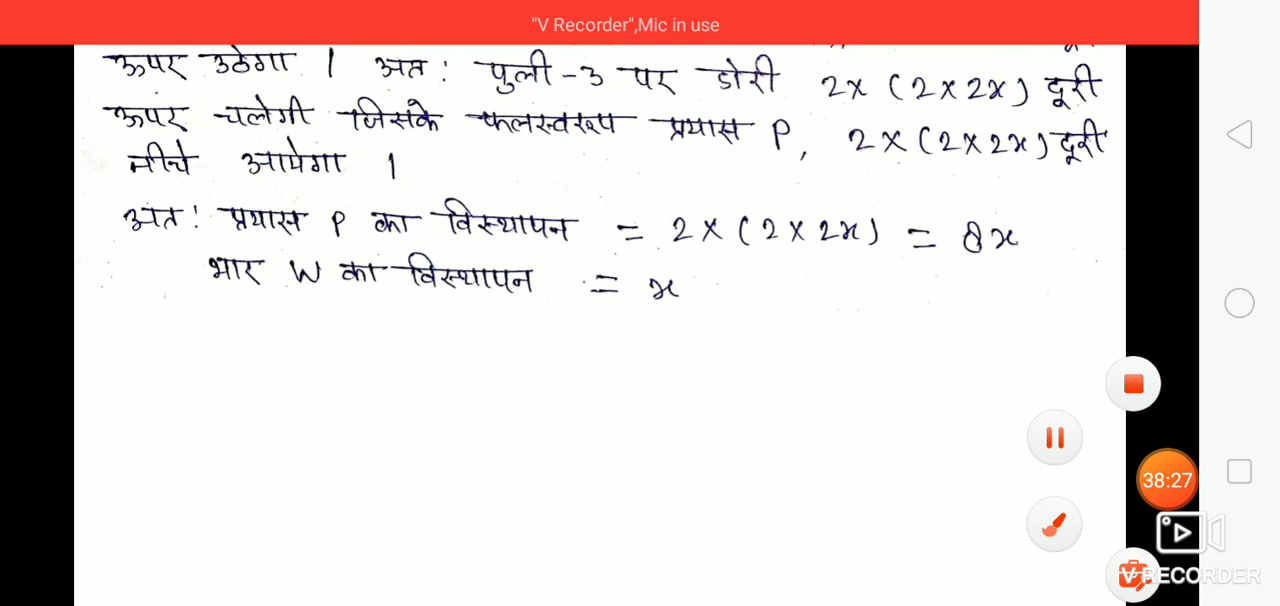 "V Recorder",Mic in use
ऊपर उठेगा | अत: पुली-3 पर डोरी 2x (2x2x) दूरी
ऊपर चलेगी जिसके फलस्वरूप प्रयास P, 2x(2x2x) दूरी
नीचे आयेगा |
अत: प्रयास P का विस्थापन = 2x(2x2x) = 8x
भार W का विस्थापन = x
38:27
V RECORDER